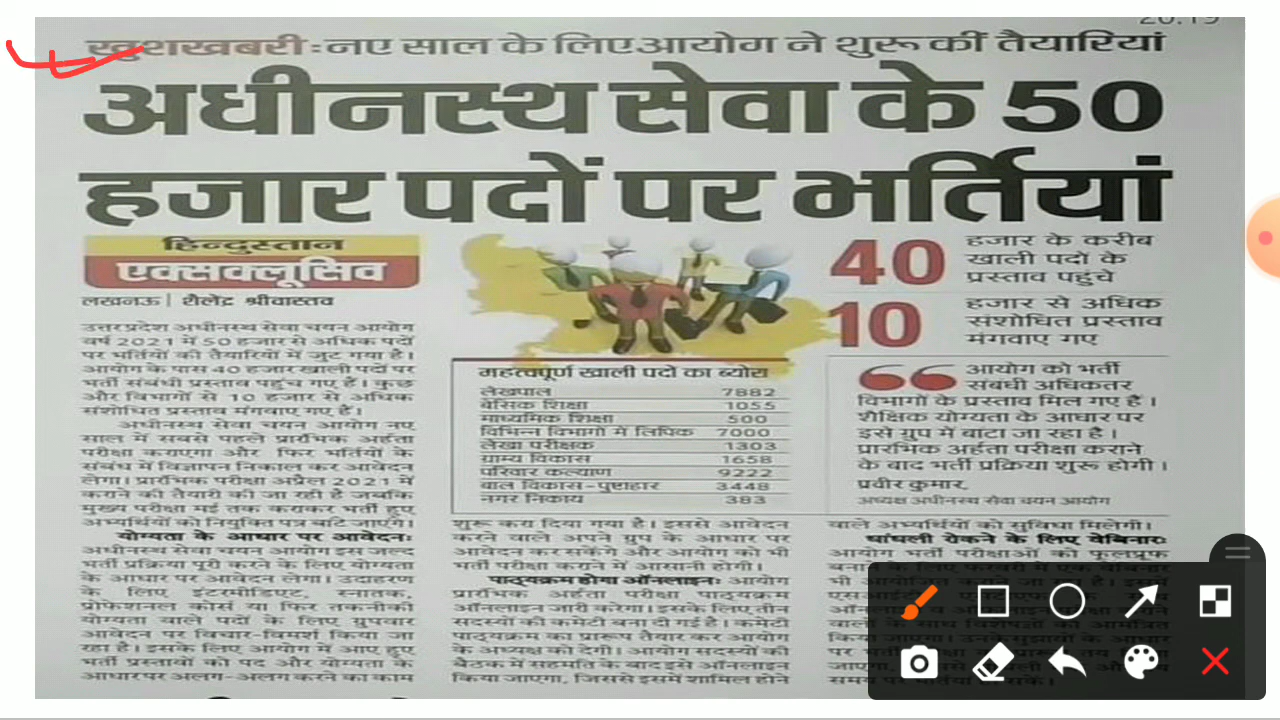 20:19
खुशखबरी: नए साल के लिए आयोग ने शुरू कीं तैयारियां
अधीनस्थ सेवा के 50
हजार पदों पर भर्तियां
हिन्दुस्तान
एक्सक्लूसिव
लखनऊ | शैलेंद्र श्रीवास्तव
उत्तर प्रदेश अधीनस्थ सेवा चयन आयोग
वर्ष 2021 में 50 हजार से अधिक पदों
पर भर्तियों की तैयारियों में जुट गया है।
आयोग के पास 40 हजार खाली पदों पर
भर्ती संबंधी प्रस्ताव पहुंच गए हैं। कुछ
और विभागों से 10 हजार से अधिक
संशोधित प्रस्ताव मंगवाए गए हैं।
अधीनस्थ सेवा चयन आयोग नए
साल में सबसे पहले प्रारंभिक अर्हता
परीक्षा कराएगा और फिर भर्तियों के
संबंध में विज्ञापन निकाल कर आवेदन
लेगा। प्रारंभिक परीक्षा अप्रैल 2021 में
कराने की तैयारी की जा रही है जबकि
मुख्य परीक्षा मई तक कराकर भर्ती हुए
अभ्यर्थियों को नियुक्ति पत्र बांटे जाएंगे।
योग्यता के आधार पर आवेदन:
अधीनस्थ सेवा चयन आयोग इस जल्द
भर्ती प्रक्रिया पूरी करने के लिए योग्यता
के आधार पर आवेदन लेगा। उदाहरण
के लिए इंटरमीडिएट, स्नातक,
प्रोफेशनल कोर्स या फिर तकनीकी
योग्यता वाले पदों के लिए ग्रुपवार
आवेदन पर विचार-विमर्श किया जा
रहा है। इसके लिए आयोग में आए हुए
भर्ती प्रस्तावों को पद और योग्यता के
आधार पर अलग-अलग करने का काम
महत्वपूर्ण खाली पदों का ब्योरा
लेखपाल 7882
बेसिक शिक्षा 1055
माध्यमिक शिक्षा 500
विभिन्न विभागों में लिपिक 7000
लेखा परीक्षक 1303
ग्राम्य विकास 1658
परिवार कल्याण 9222
बाल विकास-पुष्टाहार 3448
नगर निकाय 383
शुरू करा दिया गया है। इससे आवेदन
करने वाले अपने ग्रुप के आधार पर
आवेदन कर सकेंगे और आयोग को भी
भर्ती परीक्षा कराने में आसानी होगी।
पाठ्यक्रम होगा ऑनलाइन: आयोग
प्रारंभिक अर्हता परीक्षा पाठ्यक्रम
ऑनलाइन जारी करेगा। इसके लिए तीन
सदस्यों की कमेटी बना दी गई है। कमेटी
पाठ्यक्रम का प्रारूप तैयार कर आयोग
के अध्यक्ष को देगी। आयोग सदस्यों की
बैठक में सहमति के बाद इसे ऑनलाइन
किया जाएगा, जिससे इसमें शामिल होने
40 हजार के करीब
खाली पदों के
प्रस्ताव पहुंचे
10 हजार से अधिक
संशोधित प्रस्ताव
मंगवाए गए
आयोग को भर्ती
संबंधी अधिकतर
विभागों के प्रस्ताव मिल गए हैं।
शैक्षिक योग्यता के आधार पर
इसे ग्रुप में बांटा जा रहा है।
प्रारंभिक अर्हता परीक्षा कराने
के बाद भर्ती प्रक्रिया शुरू होगी।
प्रवीर कुमार,
अध्यक्ष अधीनस्थ सेवा चयन आयोग
वाले अभ्यर्थियों को सुविधा मिलेगी।
धांधली रोकने के लिए वेबिनार:
आयोग भर्ती परीक्षाओं को फूलप्रूफ